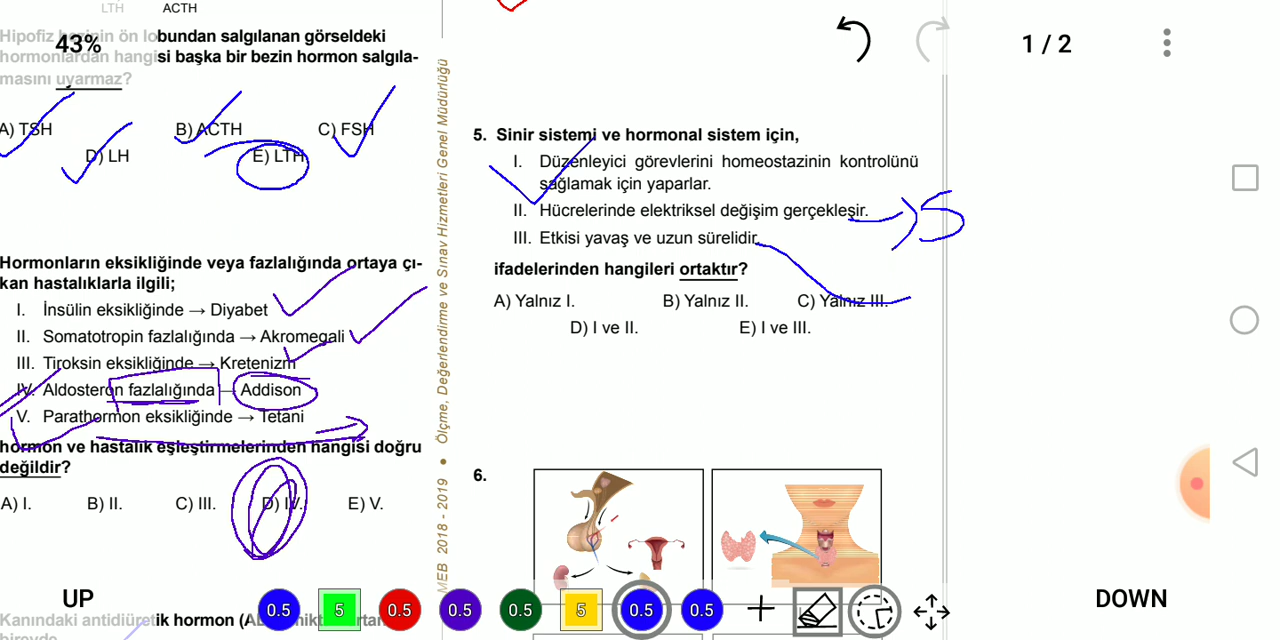 LTH ACTH
Hipofiz bezinin ön lobundan salgılanan görseldeki
hormonlardan hangisi başka bir bezin hormon salgıla-
masını uyarmaz?
A) TSH B) ACTH C) FSH
D) LH E) LTH
Hormonların eksikliğinde veya fazlalığında ortaya çı-
kan hastalıklarla ilgili;
I. İnsülin eksikliğinde → Diyabet
II. Somatotropin fazlalığında → Akromegali
III. Tiroksin eksikliğinde → Kretenizm
IV. Aldosteron fazlalığında → Addison
V. Parathormon eksikliğinde → Tetani
hormon ve hastalık eşleştirmelerinden hangisi doğru
değildir?
A) I. B) II. C) III. D) IV. E) V.
Kanındaki antidiüretik hormon
bireyde
MEB 2018 - 2019 • Ölçme, Değerlendirme ve Sınav Hizmetleri Genel Müdürlüğü
5. Sinir sistemi ve hormonal sistem için,
I. Düzenleyici görevlerini homeostazinin kontrolünü
sağlamak için yaparlar.
II. Hücrelerinde elektriksel değişim gerçekleşir.
III. Etkisi yavaş ve uzun sürelidir.
ifadelerinden hangileri ortaktır?
A) Yalnız I. B) Yalnız II. C) Yalnız III.
D) I ve II. E) I ve III.
6.
43%
1 / 2
UP
DOWN
0.5 5 0.5 0.5 0.5 5 0.5 0.5